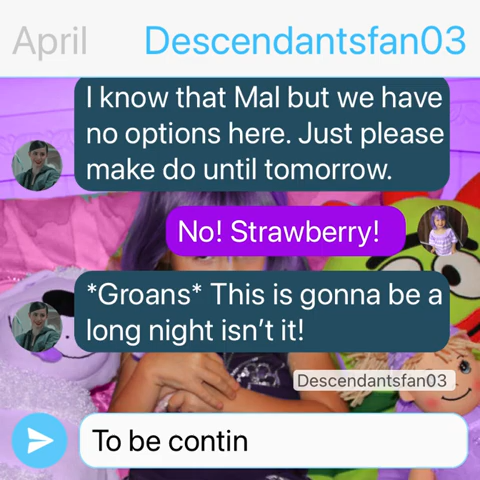 April Descendantsfan03
I know that Mal but we have
no options here. Just please
make do until tomorrow.
No! Strawberry!
*Groans* This is gonna be a
long night isn't it!
Descendantsfan03
To be contin